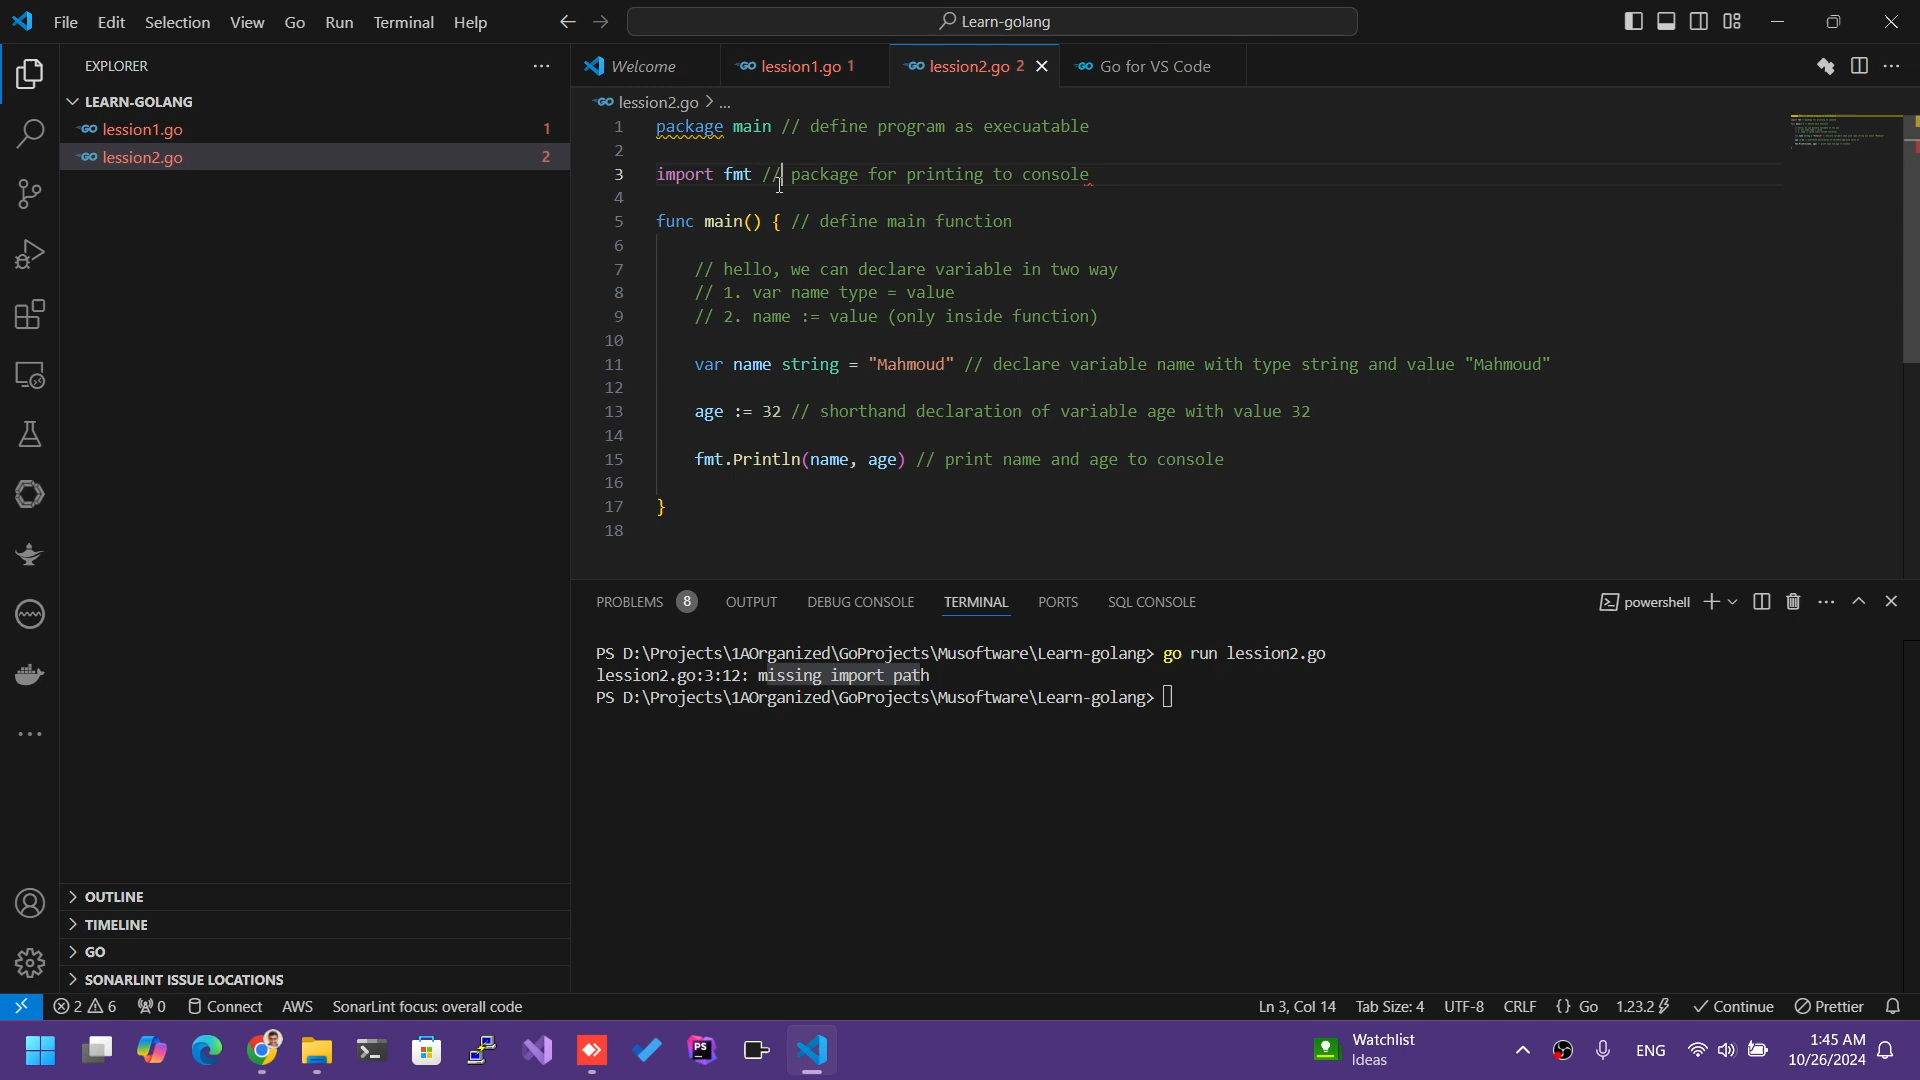 File Edit Selection View Go Run Terminal Help
Learn-golang
EXPLORER
LEARN-GOLANG
lession1.go 1
lession2.go 2
OUTLINE
TIMELINE
GO
SONARLINT ISSUE LOCATIONS
Welcome
GO lession1.go 1
GO lession2.go 2
GO Go for VS Code
GO lession2.go > ...
1 package main // define program as execuatable
2
3 import fmt // package for printing to console
4
5 func main() { // define main function
6
7 // hello, we can declare variable in two way
8 // 1. var name type = value
9 // 2. name := value (only inside function)
10
11 var name string = "Mahmoud" // declare variable name with type string and value "Mahmoud"
12
13 age := 32 // shorthand declaration of variable age with value 32
14
15 fmt.Println(name, age) // print name and age to console
16
17 }
18
PROBLEMS 8 OUTPUT DEBUG CONSOLE TERMINAL PORTS SQL CONSOLE
powershell
PS D:\Projects\1AOrganized\GoProjects\Musoftware\Learn-golang> go run lession2.go
lession2.go:3:12: missing import path
PS D:\Projects\1AOrganized\GoProjects\Musoftware\Learn-golang>
2 6 0 Connect AWS SonarLint focus: overall code
Ln 3, Col 14 Tab Size: 4 UTF-8 CRLF {} Go 1.23.2 Continue Prettier
Watchlist
Ideas
ENG
1:45 AM
10/26/2024